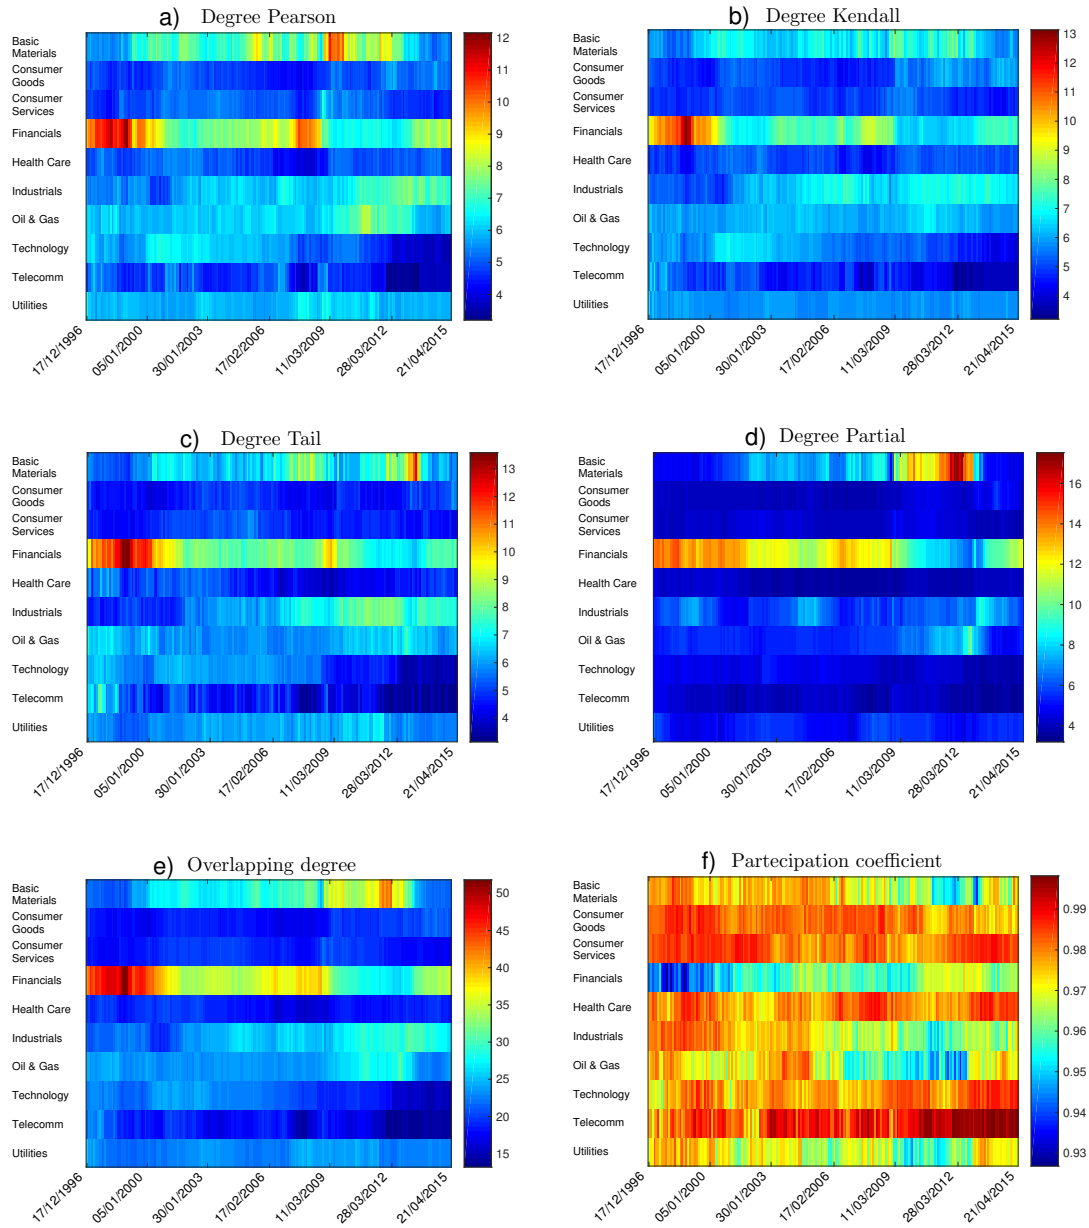 a) Degree Pearson
Basic
Materials
Consumer
Goods
Consumer
Services
Financials
Health Care
Industrials
Oil & Gas
Technology
Telecomm
Utilities
17/12/1996
05/01/2000
30/01/2003
17/02/2006
11/03/2009
28/03/2012
21/04/2015
12
11
10
9
8
7
6
5
4
b) Degree Kendall
Basic
Materials
Consumer
Goods
Consumer
Services
Financials
Health Care
Industrials
Oil & Gas
Technology
Telecomm
Utilities
17/12/1996
05/01/2000
30/01/2003
17/02/2006
11/03/2009
28/03/2012
21/04/2015
13
12
11
10
9
8
7
6
5
4
c) Degree Tail
Basic
Materials
Consumer
Goods
Consumer
Services
Financials
Health Care
Industrials
Oil & Gas
Technology
Telecomm
Utilities
17/12/1996
05/01/2000
30/01/2003
17/02/2006
11/03/2009
28/03/2012
21/04/2015
13
12
11
10
9
8
7
6
5
4
d) Degree Partial
Basic
Materials
Consumer
Goods
Consumer
Services
Financials
Health Care
Industrials
Oil & Gas
Technology
Telecomm
Utilities
17/12/1996
05/01/2000
30/01/2003
17/02/2006
11/03/2009
28/03/2012
21/04/2015
16
14
12
10
8
6
4
e) Overlapping degree
Basic
Materials
Consumer
Goods
Consumer
Services
Financials
Health Care
Industrials
Oil & Gas
Technology
Telecomm
Utilities
17/12/1996
05/01/2000
30/01/2003
17/02/2006
11/03/2009
28/03/2012
21/04/2015
50
45
40
35
30
25
20
15
f) Partecipation coefficient
Basic
Materials
Consumer
Goods
Consumer
Services
Financials
Health Care
Industrials
Oil & Gas
Technology
Telecomm
Utilities
17/12/1996
05/01/2000
30/01/2003
17/02/2006
11/03/2009
28/03/2012
21/04/2015
0.99
0.98
0.97
0.96
0.95
0.94
0.93